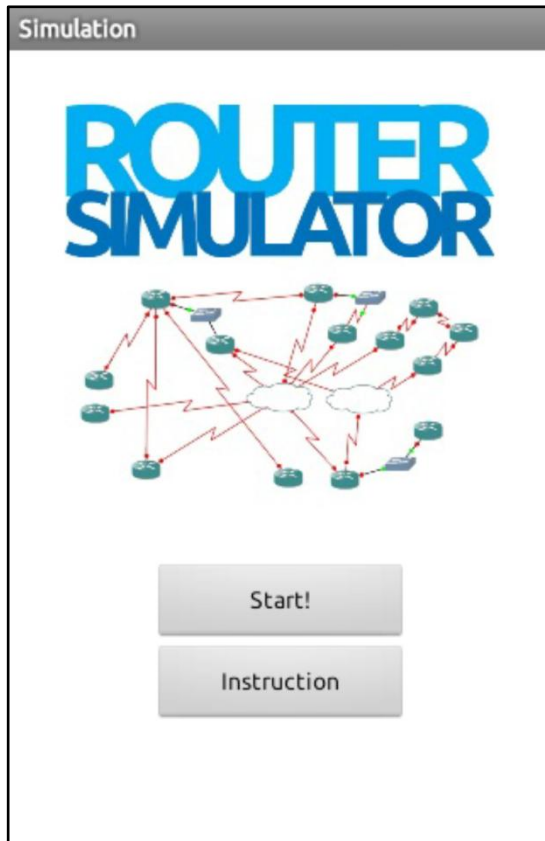 Simulation
ROUTER
SIMULATOR
Start!
Instruction